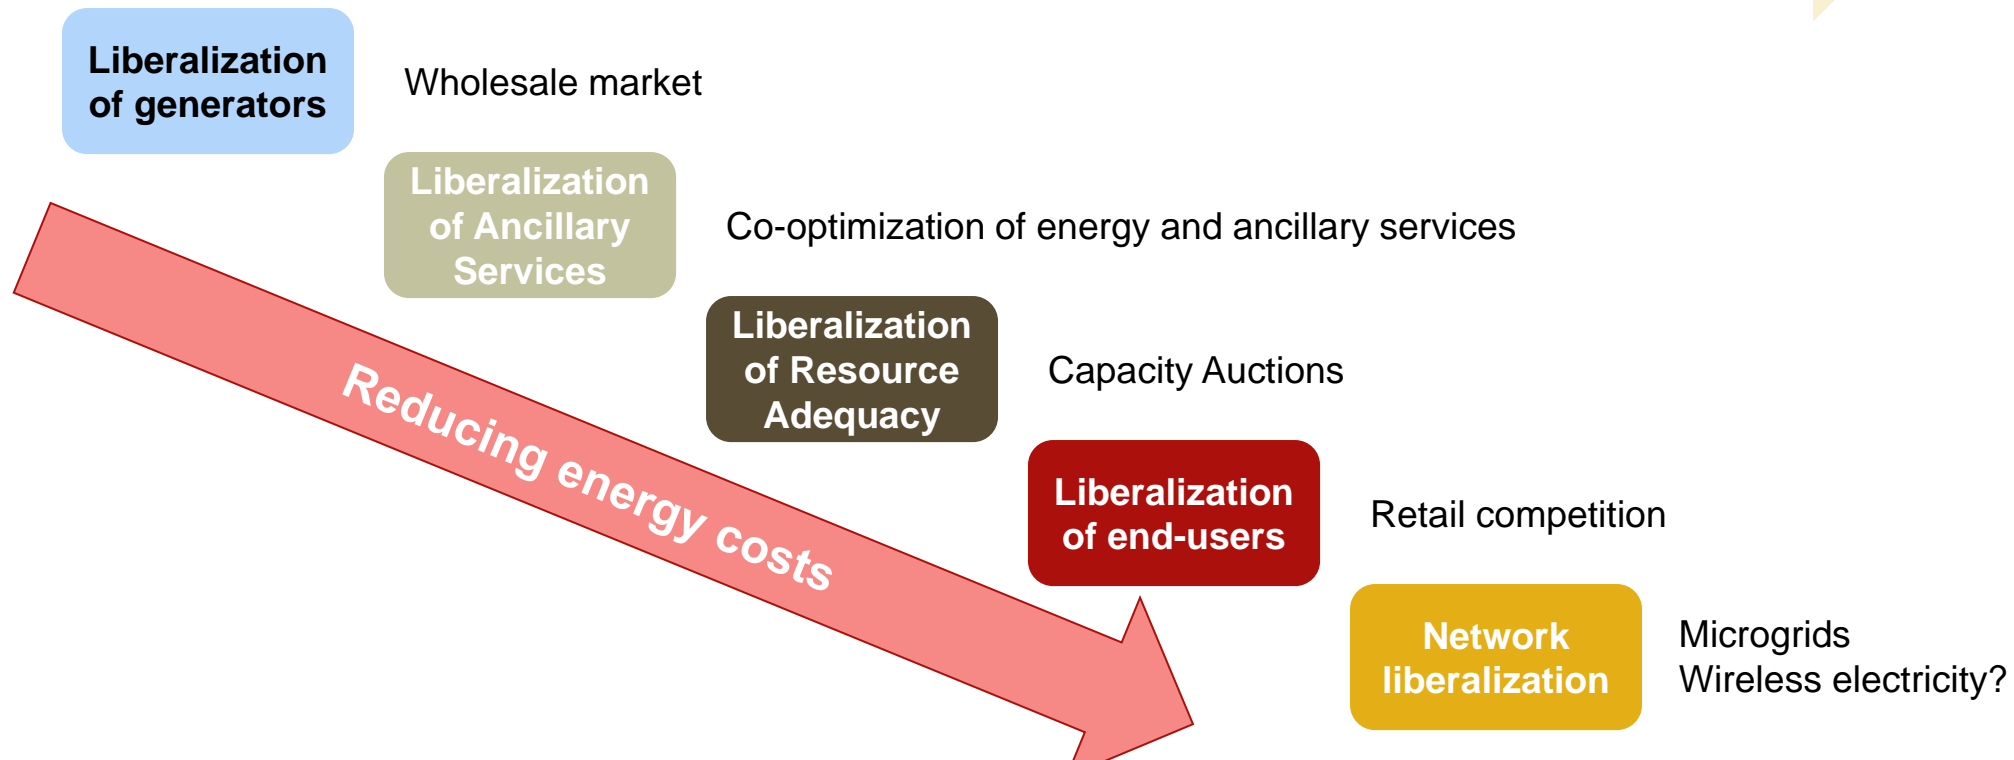 Liberalization
of generators
Wholesale market
Liberalization
of Ancillary
Services
Co-optimization of energy and ancillary services
Liberalization
of Resource
Adequacy
Capacity Auctions
Reducing energy costs
Liberalization
of end-users
Retail competition
Network
liberalization
Microgrids
Wireless electricity?